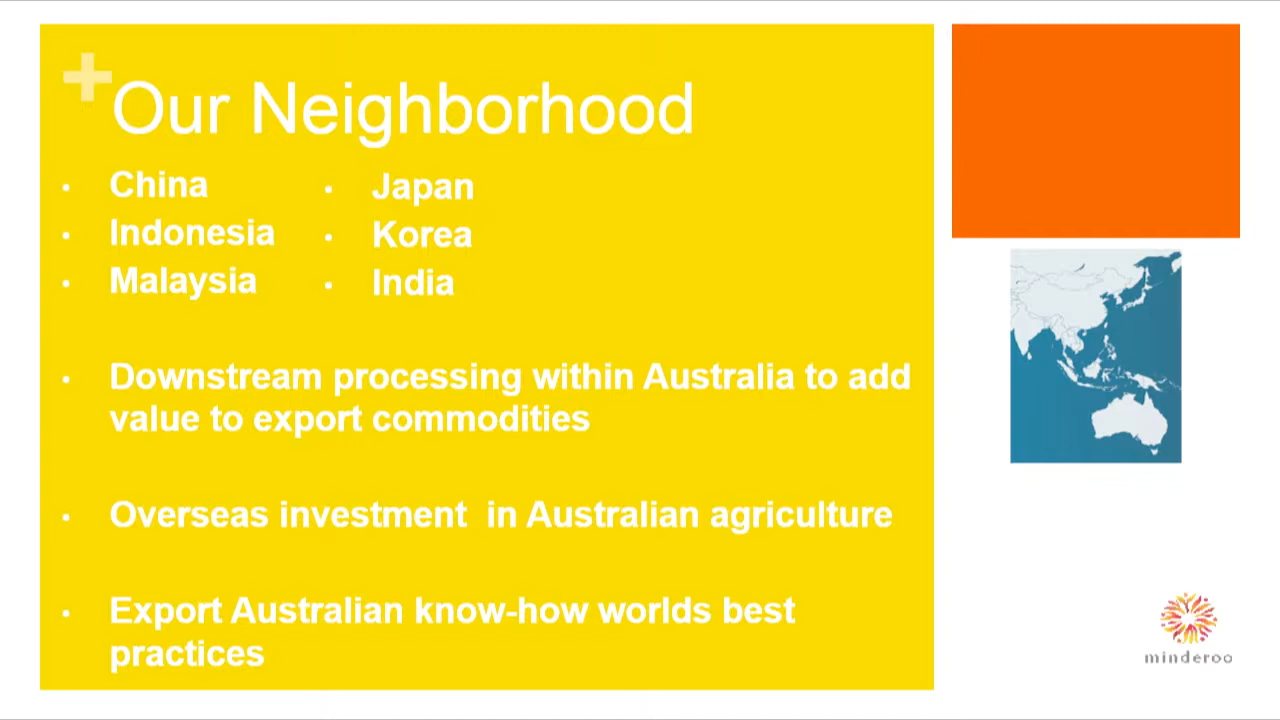 +
Our Neighborhood
• China
• Indonesia
• Malaysia
• Japan
• Korea
• India
• Downstream processing within Australia to add
value to export commodities
• Overseas investment in Australian agriculture
• Export Australian know-how worlds best
practices
minderoo